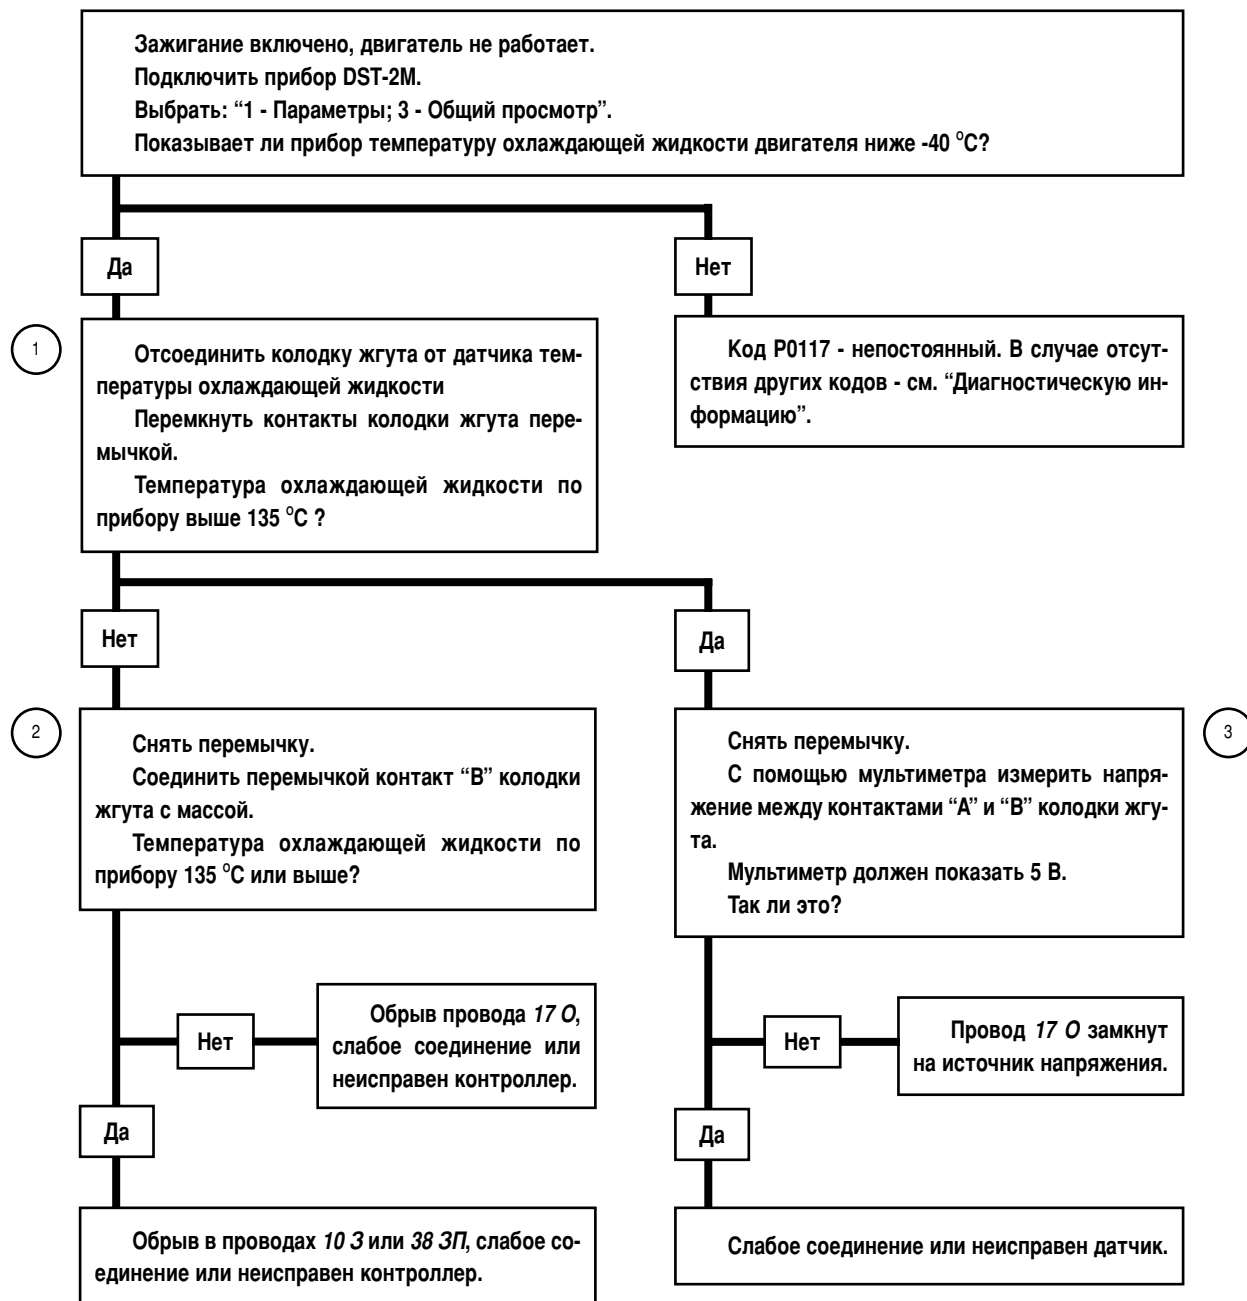 Зажигание включено, двигатель не работает.
Подключить прибор DST-2M.
Выбрать: “1 - Параметры; 3 - Общий просмотр”.
Показывает ли прибор температуру охлаждающей жидкости двигателя ниже -40 °С?
Да
Нет
1
Отсоединить колодку жгута от датчика тем-
пературы охлаждающей жидкости
Перемкнуть контакты колодки жгута пере-
мычкой.
Температура охлаждающей жидкости по
прибору выше 135 °С ?
Код Р0117 - непостоянный. В случае отсут-
ствия других кодов - см. “Диагностическую ин-
формацию”.
Нет
Да
2
Снять перемычку.
Соединить перемычкой контакт “В” колодки
жгута с массой.
Температура охлаждающей жидкости по
прибору 135 °С или выше?
3
Снять перемычку.
С помощью мультиметра измерить напря-
жение между контактами “А” и “В” колодки жгу-
та.
Мультиметр должен показать 5 В.
Так ли это?
Нет
Обрыв провода 17 О,
слабое соединение или
неисправен контроллер.
Нет
Провод 17 О замкнут
на источник напряжения.
Да
Да
Обрыв в проводах 10 З или 38 ЗП, слабое со-
единение или неисправен контроллер.
Слабое соединение или неисправен датчик.